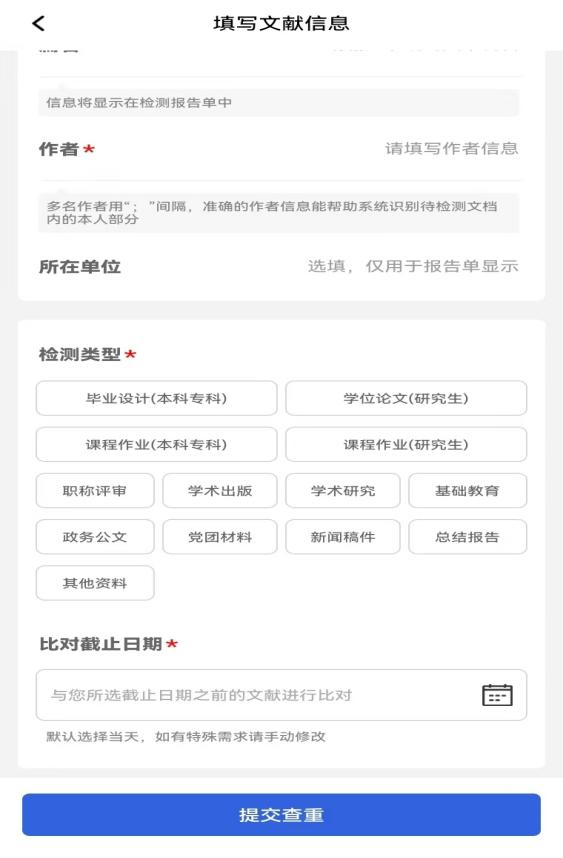 填写文献信息
信息将显示在检测报告单中
作者*
请填写作者信息
多名作者用“；”间隔，准确的作者信息能帮助系统识别待检测文档
内的本人部分
所在单位
选填，仅用于报告单显示
检测类型*
毕业设计(本科专科)
学位论文(研究生)
课程作业(本科专科)
课程作业(研究生)
职称评审
学术出版
学术研究
基础教育
政务公文
党团材料
新闻稿件
总结报告
其他资料
比对截止日期*
与您所选截止日期之前的文献进行比对
默认选择当天，如有特殊需求请手动修改
提交查重